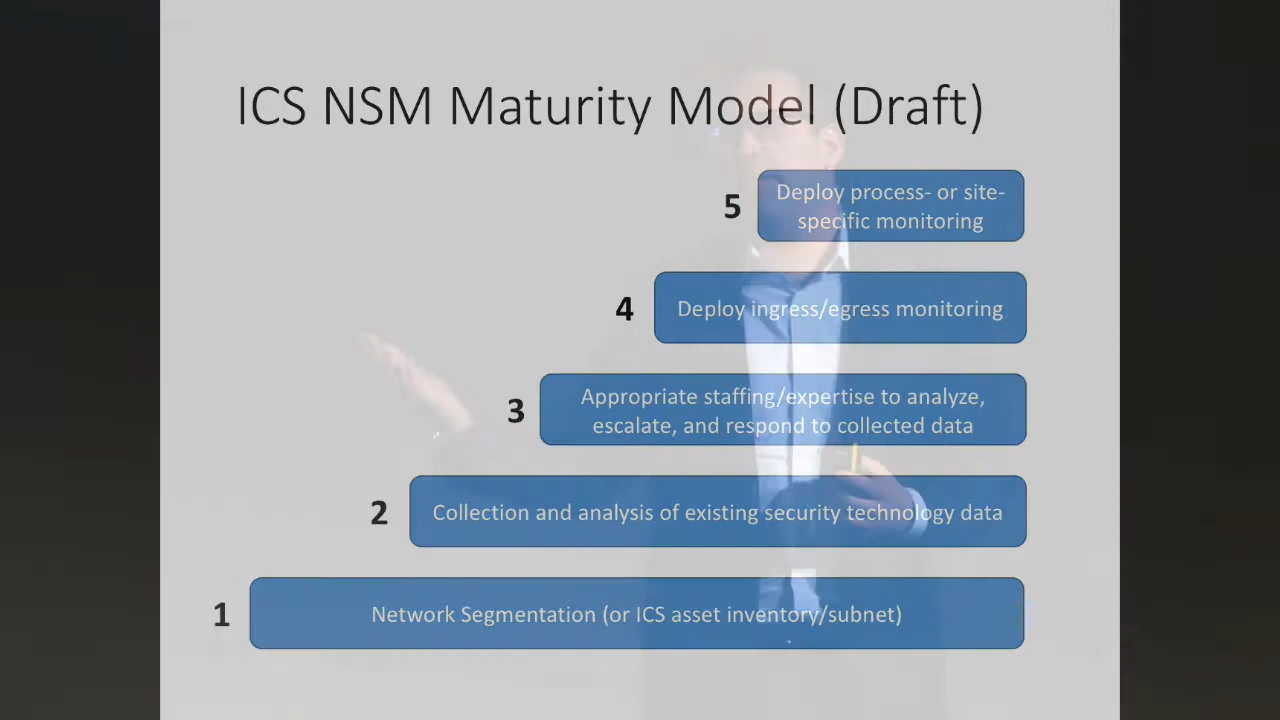 ICS NSM Maturity Model (Draft)
5
Deploy process- or site-
specific monitoring
4
Deploy ingress/egress monitoring
3
Appropriate staffing/expertise to analyze,
escalate, and respond to collected data
2
Collection and analysis of existing security technology data
1
Network Segmentation (or ICS asset inventory/subnet)